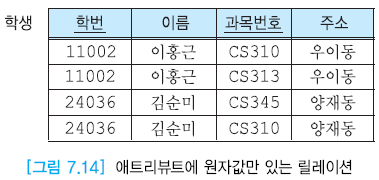 학생
학번 이름 과목번호 주소
11002 이홍근 CS310 우이동
11002 이홍근 CS313 우이동
24036 김순미 CS345 양재동
24036 김순미 CS310 양재동
[그림 7.14] 애트리뷰트에 원자값만 있는 릴레이션